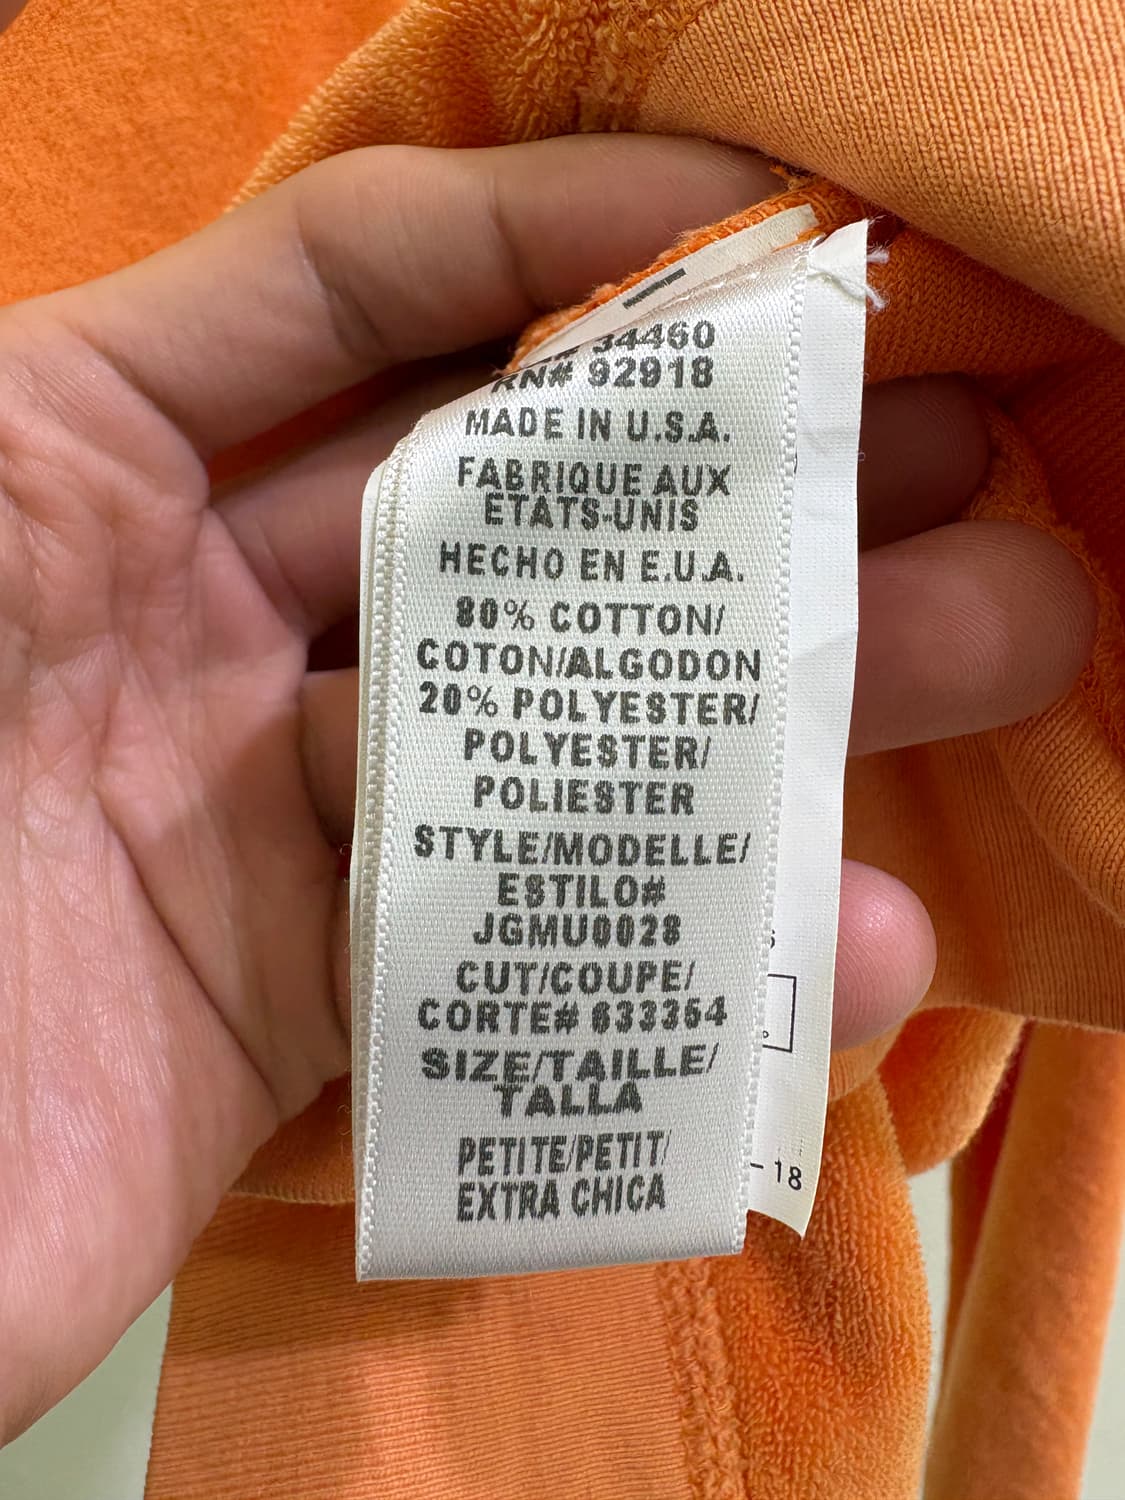 34460
RN# 92918
MADE IN U.S.A.
FABRIQUE AUX
ETATS-UNIS
HECHO EN E.U.A.
80% COTTON/
COTON/ALGODON
20% POLYESTER/
POLYESTER/
POLIESTER
STYLE/MODELLE/
ESTILO#
JGMU0028
CUT/COUPE/
CORTE# 633354
SIZE/TAILLE/
TALLA
PETITE/PETIT/
EXTRA CHICA
-18